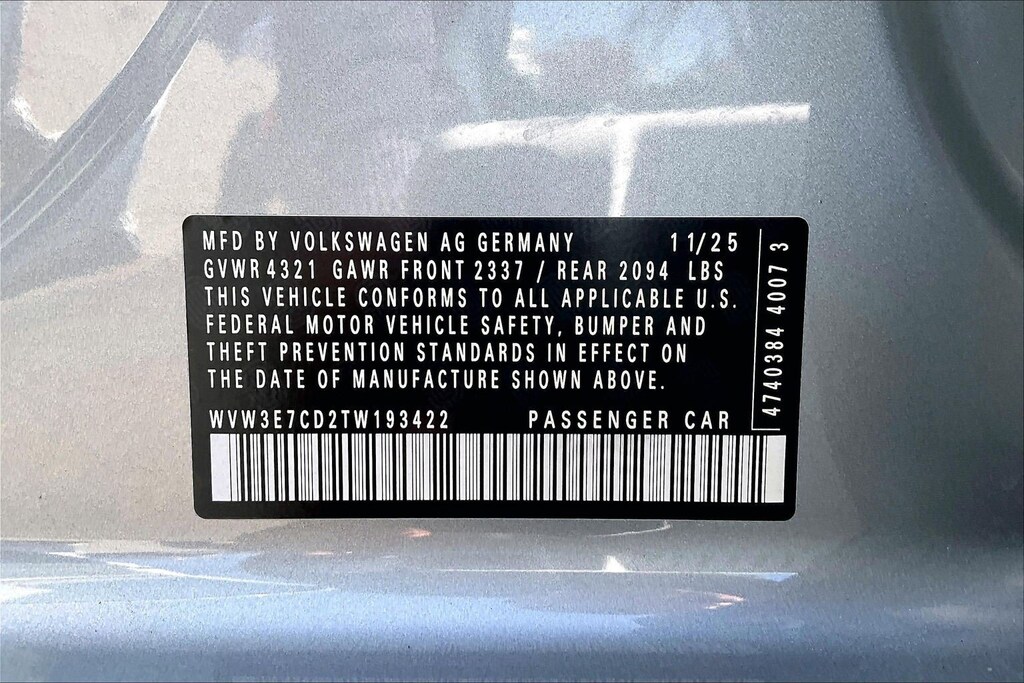 MFD BY VOLKSWAGEN AG GERMANY 11/25
GVWR 4321 GAWR FRONT 2337 / REAR 2094 LBS
THIS VEHICLE CONFORMS TO ALL APPLICABLE U.S.
FEDERAL MOTOR VEHICLE SAFETY, BUMPER AND
THEFT PREVENTION STANDARDS IN EFFECT ON
THE DATE OF MANUFACTURE SHOWN ABOVE.
WVW3E7CD2TW193422 PASSENGER CAR
4740384 4007 3